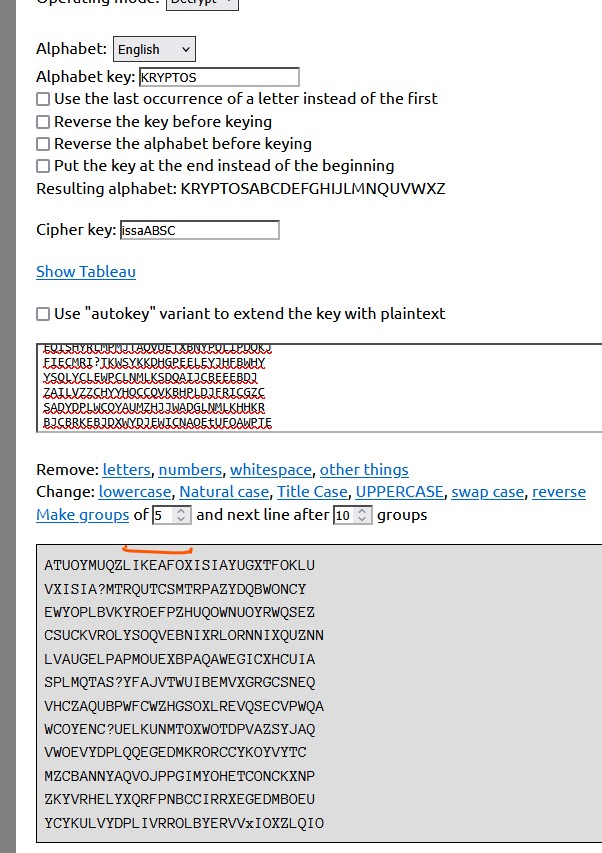 Operating mode: Decrypt
Alphabet: English
Alphabet key: KRYPTOS
Use the last occurrence of a letter instead of the first
Reverse the key before keying
Reverse the alphabet before keying
Put the key at the end instead of the beginning
Resulting alphabet: KRYPTOSABCDEFGHIJLMNQUVWXZ
Cipher key: issaABSC
Show Tableau
Use "autokey" variant to extend the key with plaintext
FIECMRI?TKWSYKKDHGPEELEYJHFBWHY
YSQLYCLEWPCLNMLKSDQAIJCBEEEBDJ
ZAILVZZCHYYHQCCQVKBHPLDJFRICGZC
SADYDPLWCOYAUMZHJJWADGLNMLKHHKR
BJCBRKEBJDXWYDJEWICNAOEtUFOAWPTE
Remove: letters, numbers, whitespace, other things
Change: lowercase, Natural case, Title Case, UPPERCASE, swap case, reverse
Make groups of 5 and next line after 10 groups
ATUOYMUQZLIKEAFOXISIAYUGXTFOKLU
VXISIA?MTRQUTCSMTRPAZYDQBWONCY
EWYOPLBVKYROEFPZHUQOWNUOYRWQSEZ
CSUCKVROLYSOQVEBNIXRLORNNIXQUZNN
LVAUGELPAPMOUEXBPAQAWEGICXHCUIA
SPLMQTAS?YFAJVTWUIBEMVXGRGCSNEQ
VHCZAQUBPWFCWZHGSOXLREVQSECVPWQA
WCOYENC?UELKUNMTOXWOTDPVAZSYJAQ
VWOEVYDPLQQEGEDMKRORCCYKOYVYTC
MZCBANNYAQVOJPPGIMYOHETCONCKXNP
ZKYVRHELYXQRFPNBCCIRRXEGEDMBOEU
YCYKULVYDPLIVRROLBYERVVxIOXZLQIO